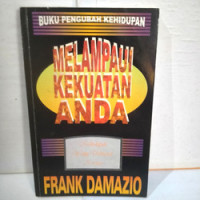 BUKU PENGUBAH KEHIDUPAN
MELAMPAUI
KEKUATAN
ANDA
FRANK DAMAZIO